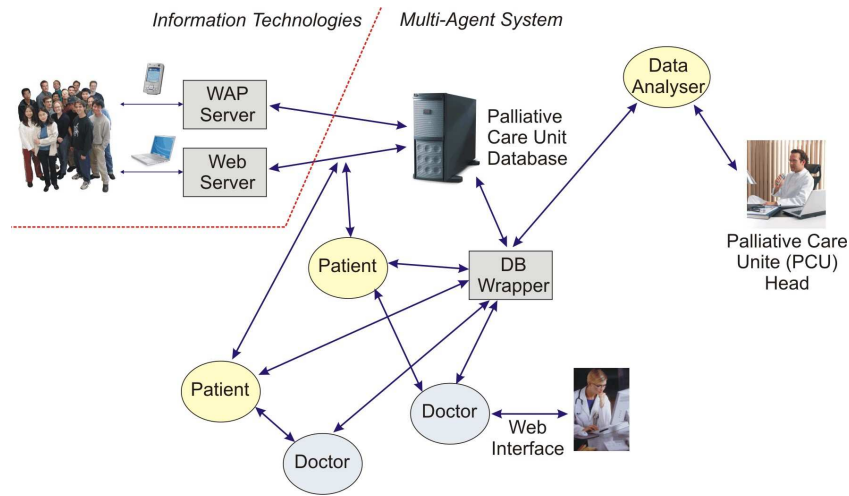 Information Technologies
Multi-Agent System
WAP
Server
Web
Server
Palliative
Care Unit
Database
Data
Analyser
Palliative Care
Unite (PCU)
Head
Patient
DB
Wrapper
Patient
Doctor
Web
Interface
Doctor